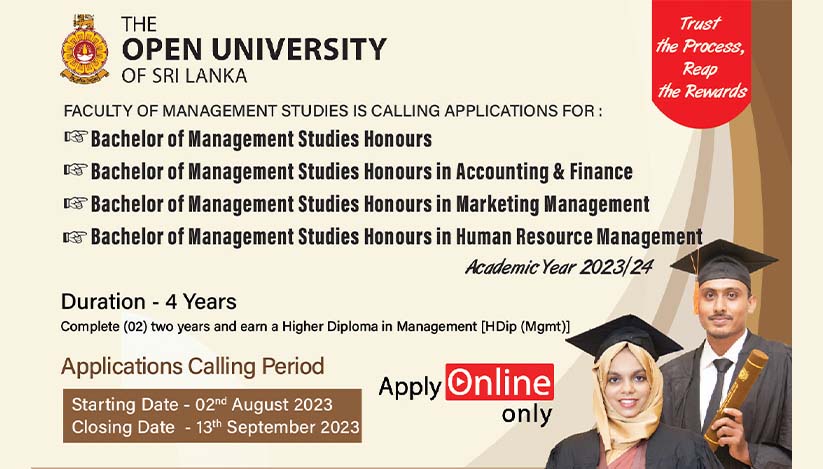 THE
OPEN UNIVERSITY
OF SRI LANKA
Trust
the Process,
Reap
the Rewards
FACULTY OF MANAGEMENT STUDIES IS CALLING APPLICATIONS FOR :
Bachelor of Management Studies Honours
Bachelor of Management Studies Honours in Accounting & Finance
Bachelor of Management Studies Honours in Marketing Management
Bachelor of Management Studies Honours in Human Resource Management
Academic Year 2023/24
Duration - 4 Years
Complete (02) two years and earn a Higher Diploma in Management [HDip (Mgmt)]
Applications Calling Period
Starting Date - 02nd August 2023
Closing Date - 13th September 2023
Apply Online
only